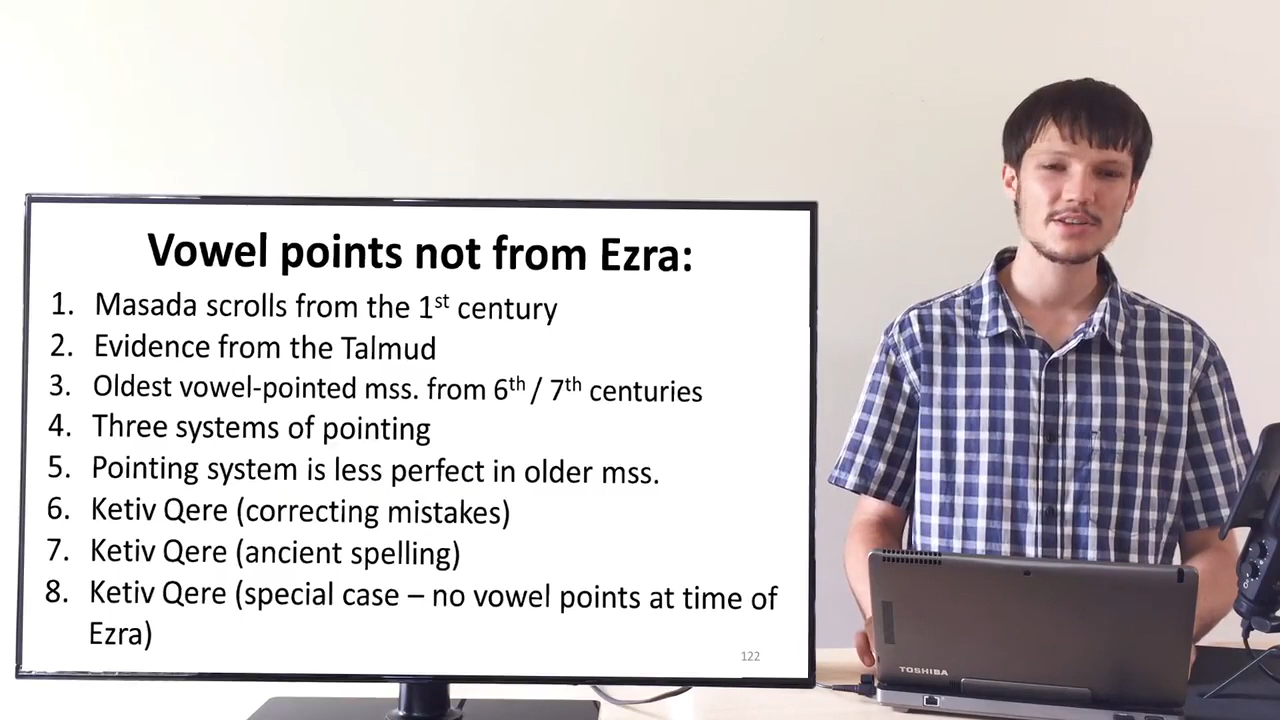 Vowel points not from Ezra:
1. Masada scrolls from the 1st century
2. Evidence from the Talmud
3. Oldest vowel-pointed mss. from 6th / 7th centuries
4. Three systems of pointing
5. Pointing system is less perfect in older mss.
6. Ketiv Qere (correcting mistakes)
7. Ketiv Qere (ancient spelling)
8. Ketiv Qere (special case – no vowel points at time of
Ezra)
122
TOSHIBA